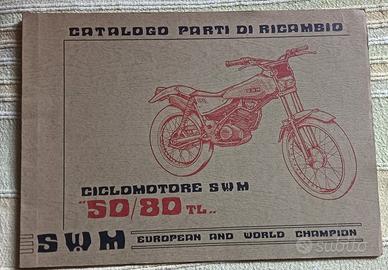 CATALOGO PARTI DI RICAMBIO
CICLOMOTORE SWM
"50/80 TL"
SWM EUROPEAN AND WORLD CHAMPION
subito